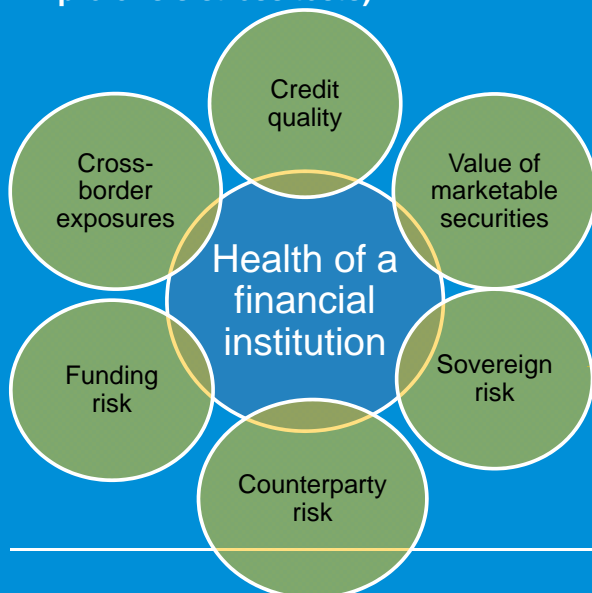 Credit
quality
Cross-
border
exposures
Value of
marketable
securities
Health of a
financial
institution
Funding
risk
Sovereign
risk
Counterparty
risk